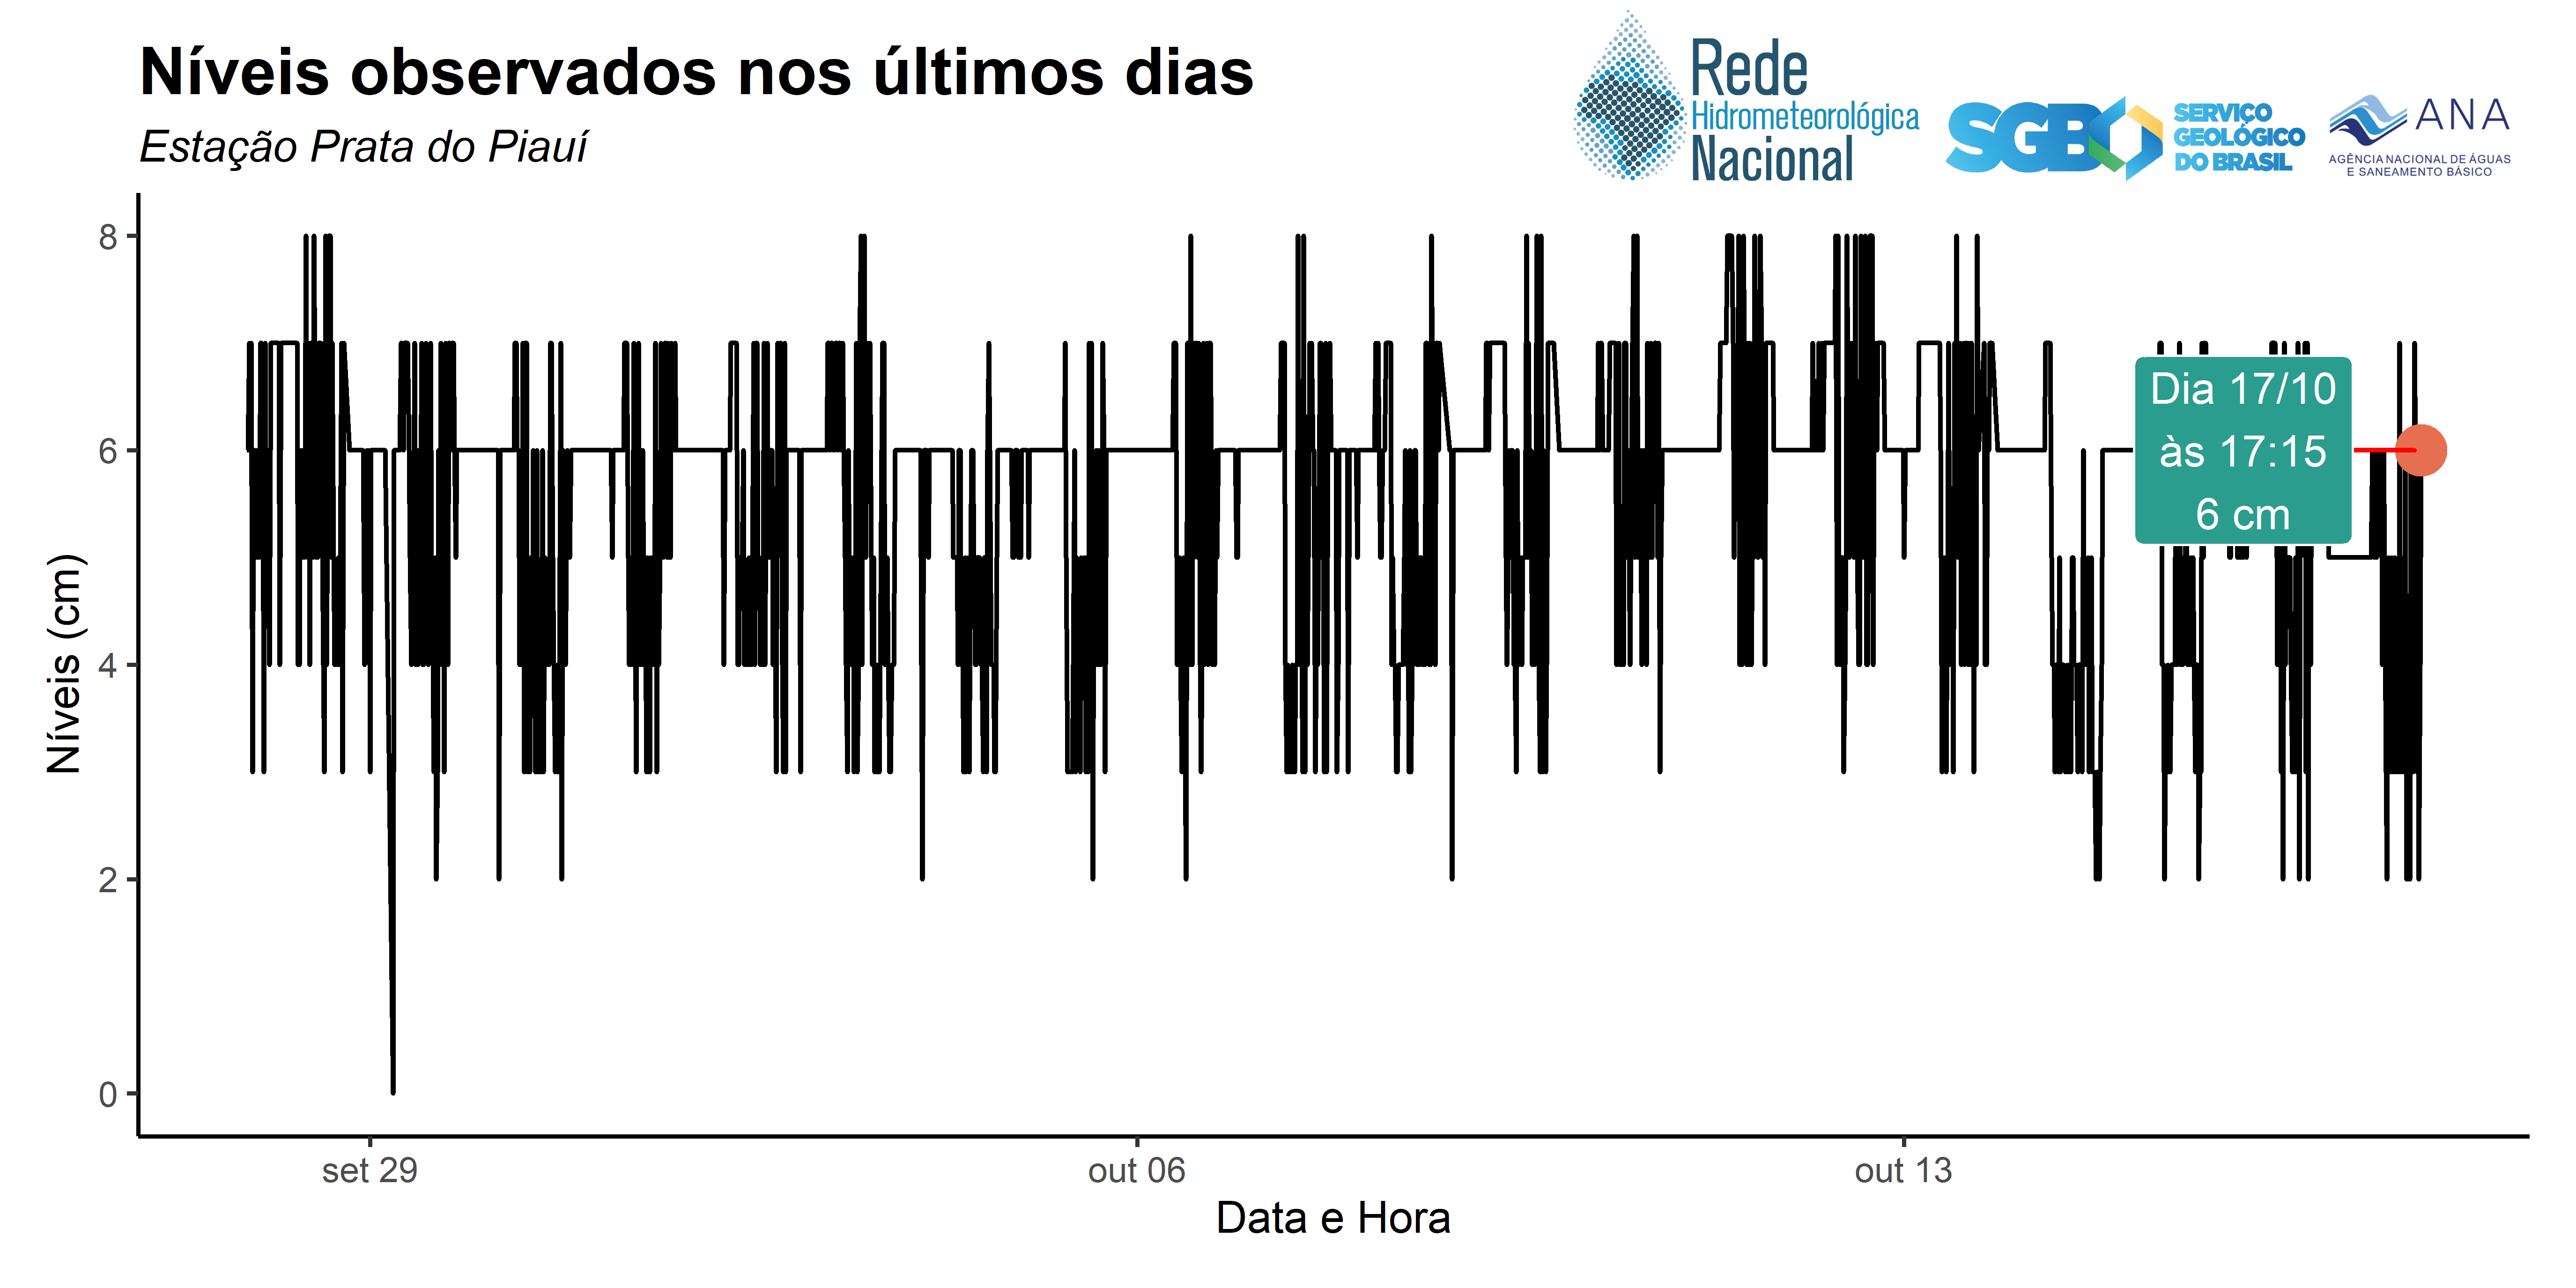 Níveis observados nos últimos dias
Estação Prata do Piauí
Rede
Hidrometeorológica
Nacional
SGB
SERVIÇO
GEOLÓGICO
DO BRASIL
ANA
AGÊNCIA NACIONAL DE ÁGUAS
E SANEAMENTO BÁSICO
Níveis (cm)
8
6
4
2
0
Dia 17/10
às 17:15
6 cm
set 29
out 06
out 13
Data e Hora